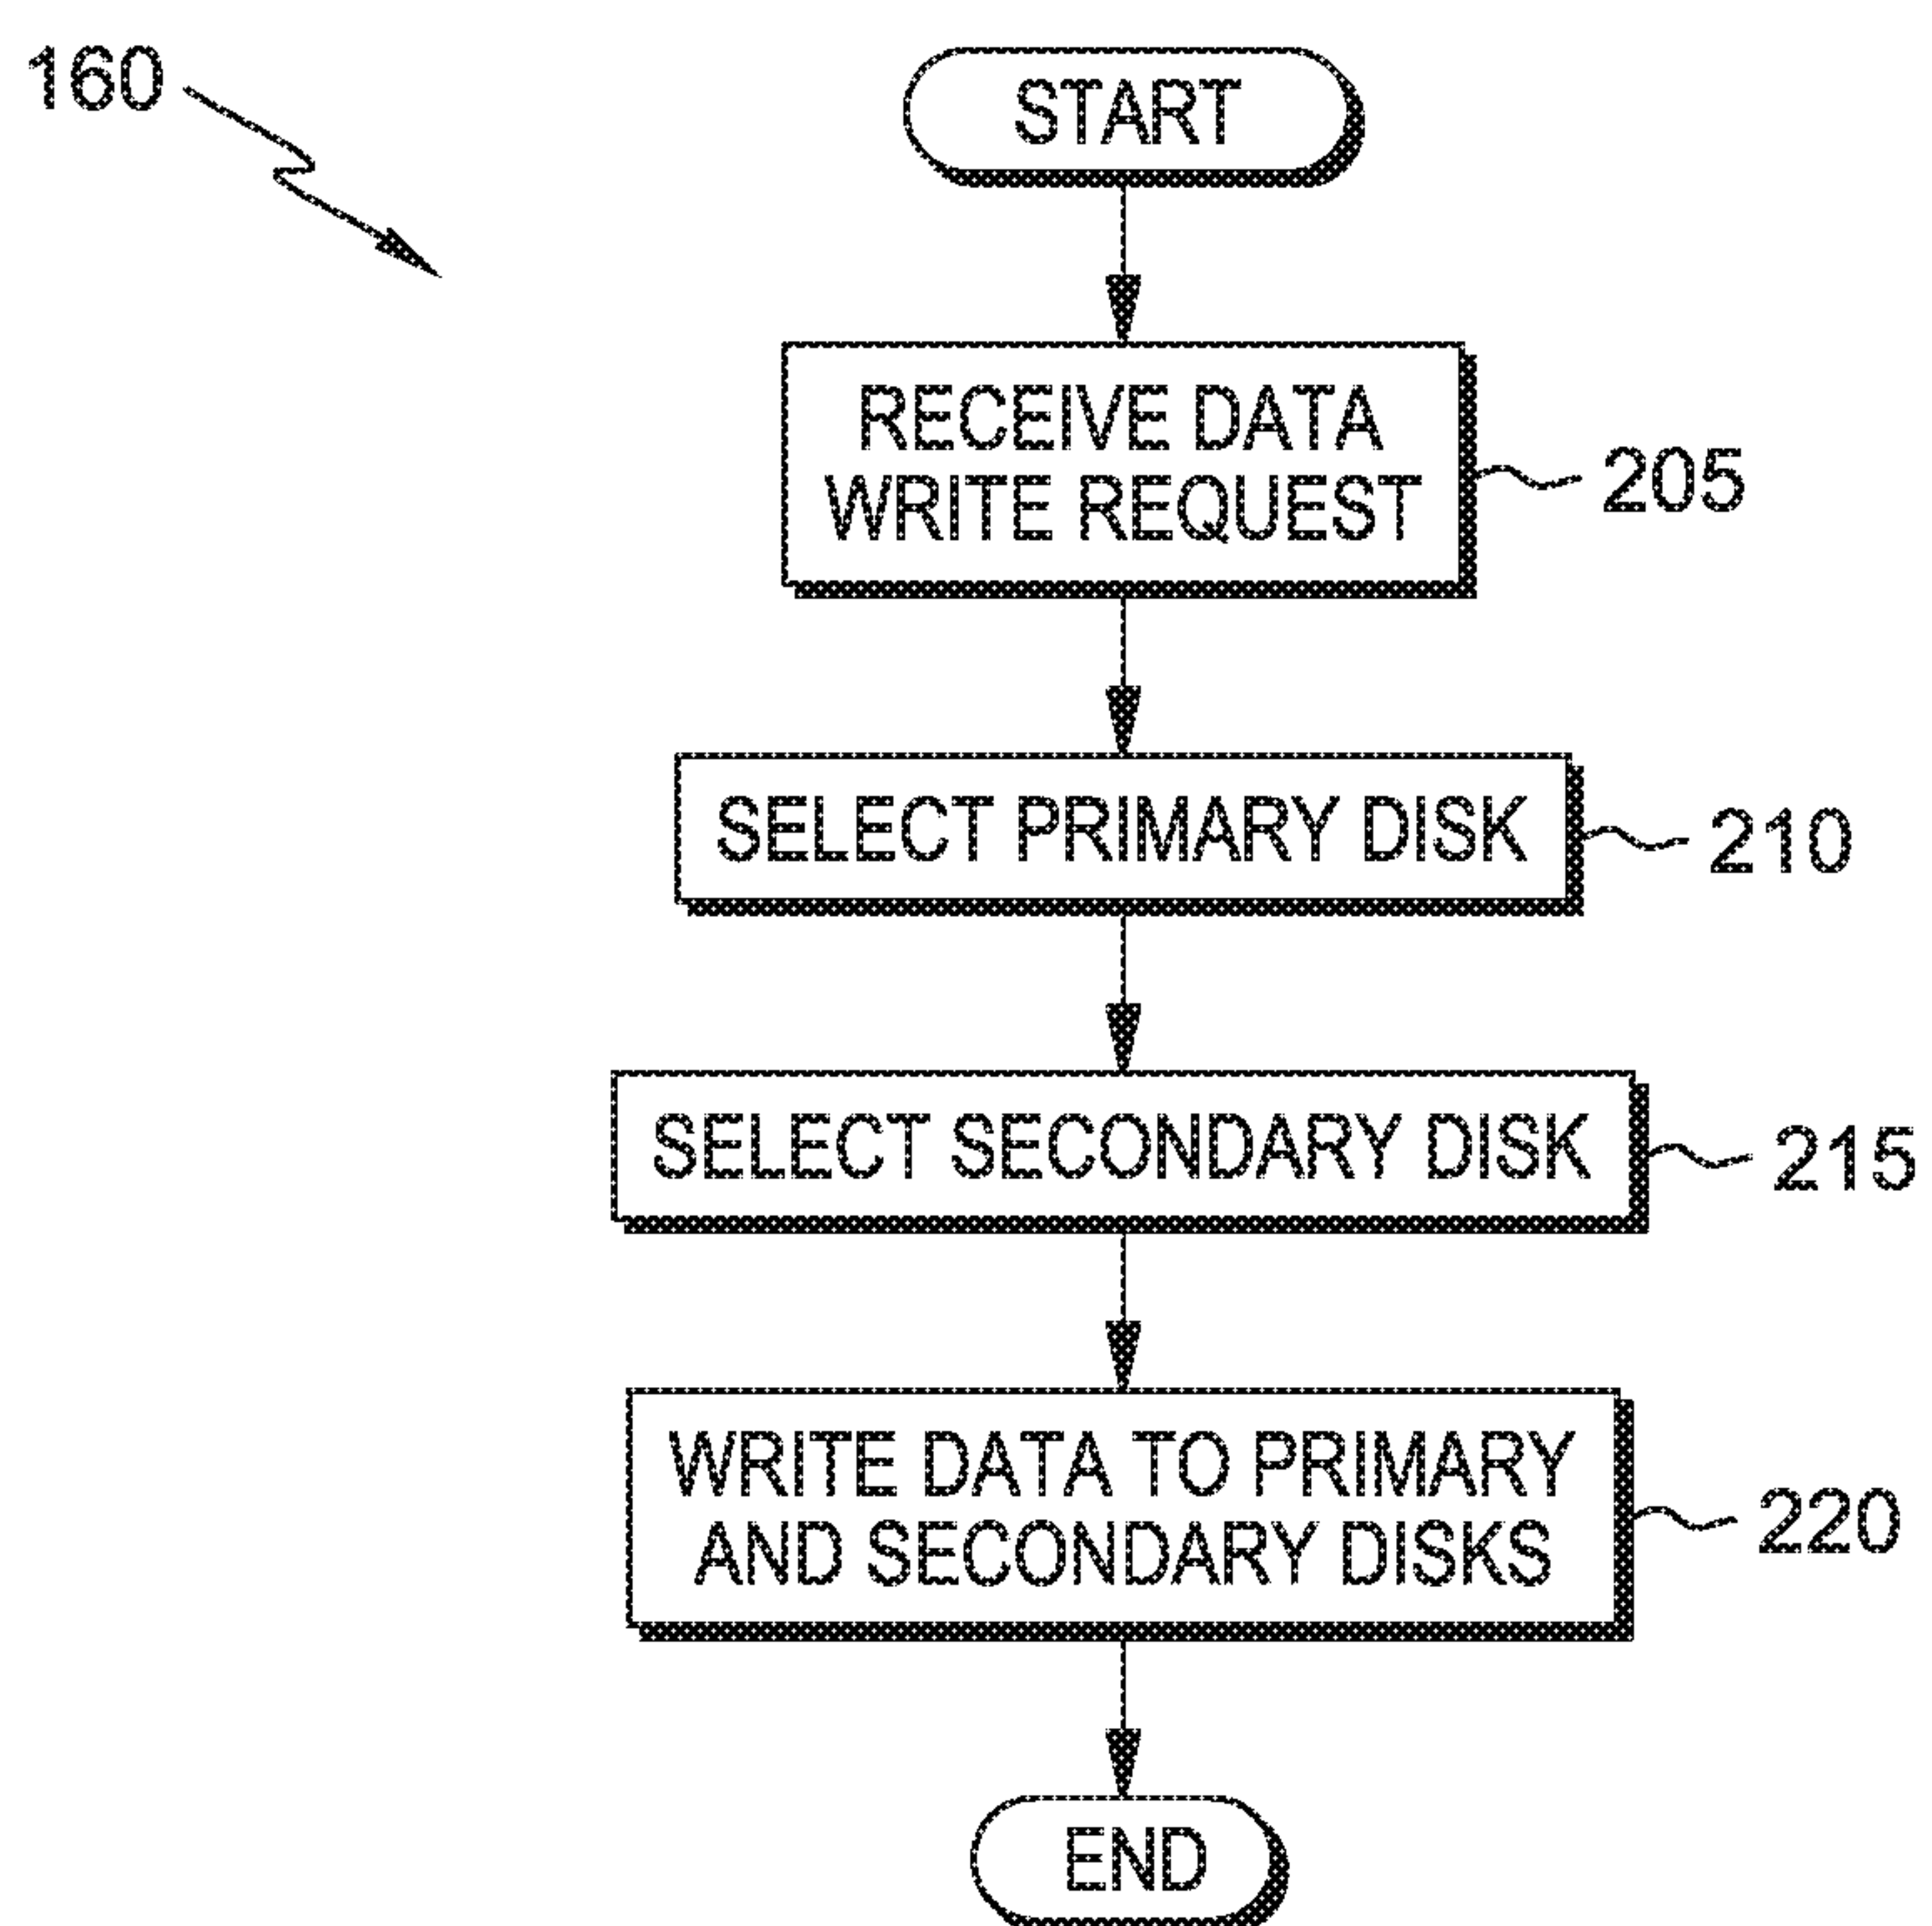 160
START
RECEIVE DATA
WRITE REQUEST
205
SELECT PRIMARY DISK
210
SELECT SECONDARY DISK
215
WRITE DATA TO PRIMARY
AND SECONDARY DISKS
220
END